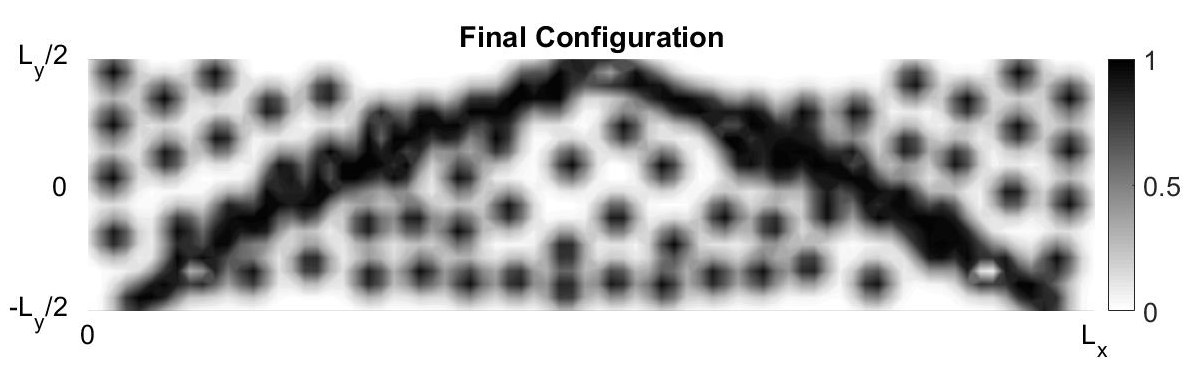 Final Configuration
L_y/2
0
-L_y/2
0
L_x
1
0.5
0